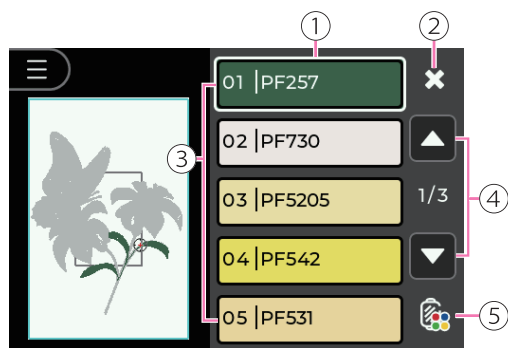 ① ②
01 |PF257
02 |PF730
③
03 |PF5205
1/3
④
04 |PF542
05 |PF531
⑤